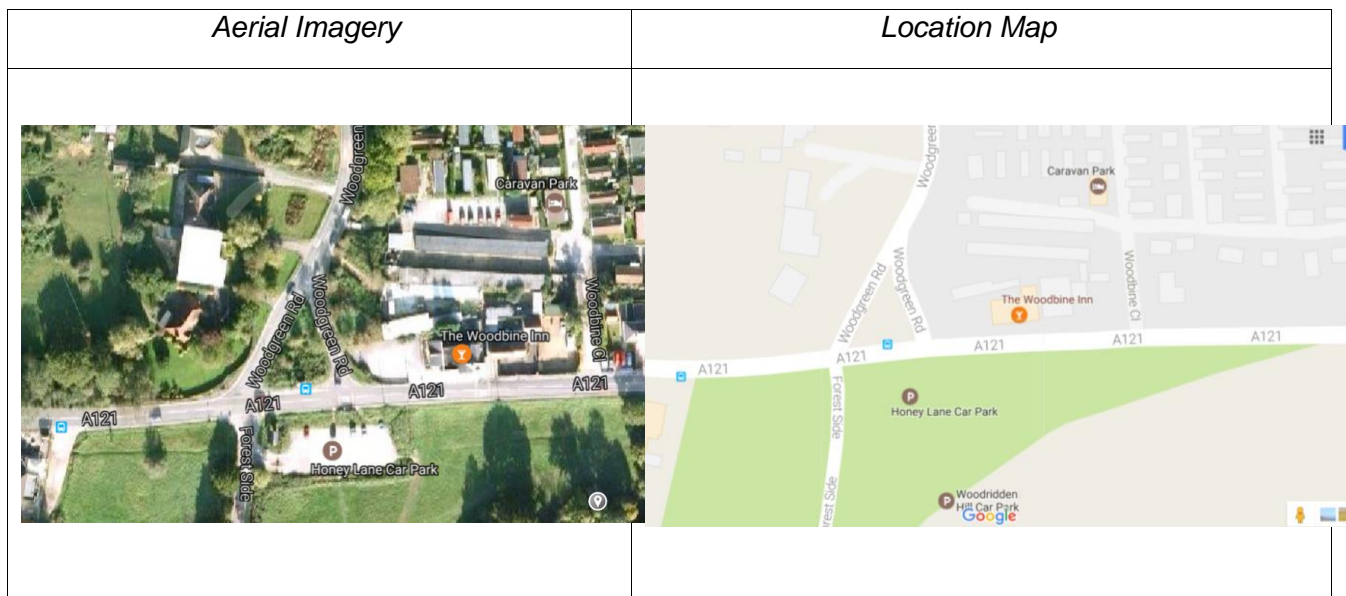 Aerial Imagery
Location Map
Woodgreen
Caravan Park
Woodgreen Rd
Woodgreen Rd
Woodbine Cl
The Woodbine Inn
A121
A121
A121
A121
Forest Side
P
Honey Lane Car Park
Woodgreen
Caravan Park
Woodgreen Rd
Woodgreen Rd
Woodbine Cl
The Woodbine Inn
A121
A121
A121
A121
A121
Forest Side
P
Honey Lane Car Park
rest Side
P
Woodridden
Hill Car Park
Google